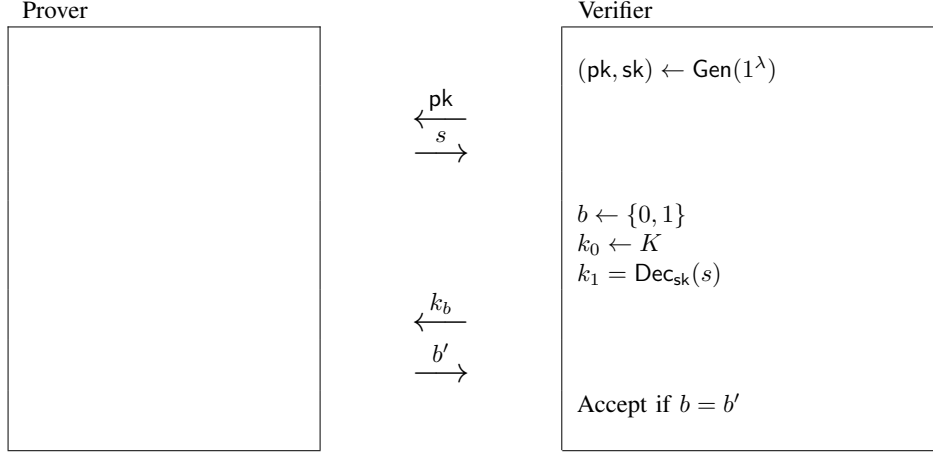 Prover
Verifier
(pk, sk) ← Gen(1^λ)
pk
s
b ← {0, 1}
k_0 ← K
k_1 = Dec_sk(s)
k_b
b′
Accept if b = b′